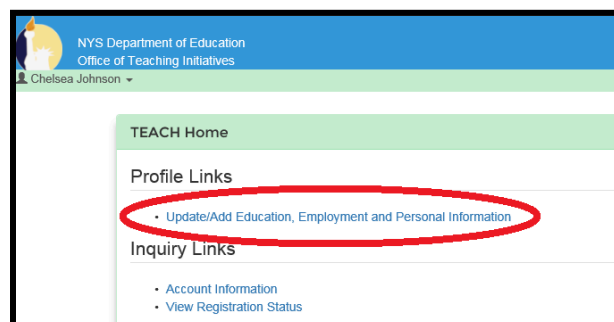 NYS Department of Education
Office of Teaching Initiatives
Chelsea Johnson
TEACH Home
Profile Links
Update/Add Education, Employment and Personal Information
Inquiry Links
Account Information
View Registration Status